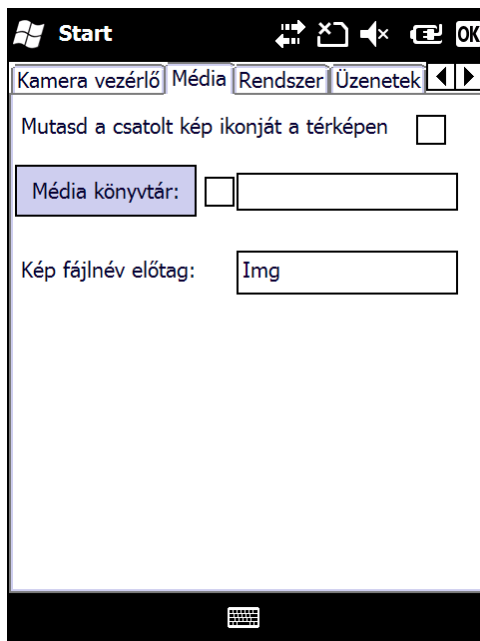 Start OK
Kamera vezérlő Média Rendszer Üzenetek
Mutasd a csatolt kép ikonját a térképen
Média könyvtár:
Kép fájlnév előtag: Img